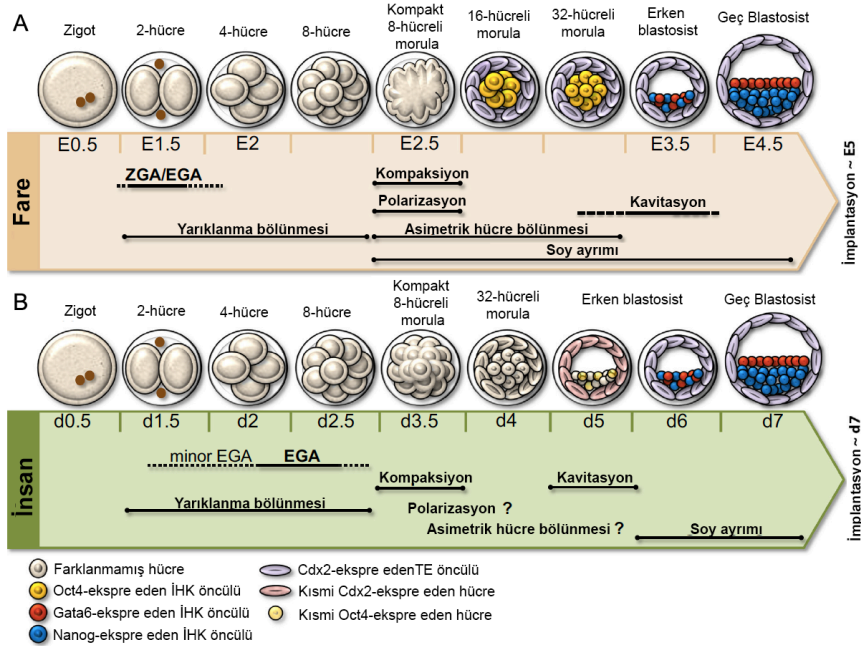 A
Zigot
2-hücre
4-hücre
8-hücre
Kompakt
8-hücreli
morula
16-hücreli
morula
32-hücreli
morula
Erken
blastosist
Geç Blastosist
E0.5
E1.5
E2
E2.5
E3.5
E4.5
Fare
ZGA/EGA
Kompaksiyon
Polarizasyon
Kavitasyon
Yarıklanma bölünmesi
Asimetrik hücre bölünmesi
Soy ayrımı
İmplantasyon ~ E5
B
Zigot
2-hücre
4-hücre
8-hücre
Kompakt
8-hücreli
morula
32-hücreli
morula
Erken blastosist
Geç Blastosist
d0.5
d1.5
d2
d2.5
d3.5
d4
d5
d6
d7
İnsan
minor EGA
EGA
Kompaksiyon
Kavitasyon
Yarıklanma bölünmesi
Polarizasyon ?
Asimetrik hücre bölünmesi ?
Soy ayrımı
İmplantasyon ~ d7
Farklanmamış hücre
Oct4-ekspre eden İHK öncülü
Gata6-ekspre eden İHK öncülü
Nanog-ekspre eden İHK öncülü
Cdx2-ekspre edenTE öncülü
Kısmi Cdx2-ekspre eden hücre
Kısmi Oct4-ekspre eden hücre